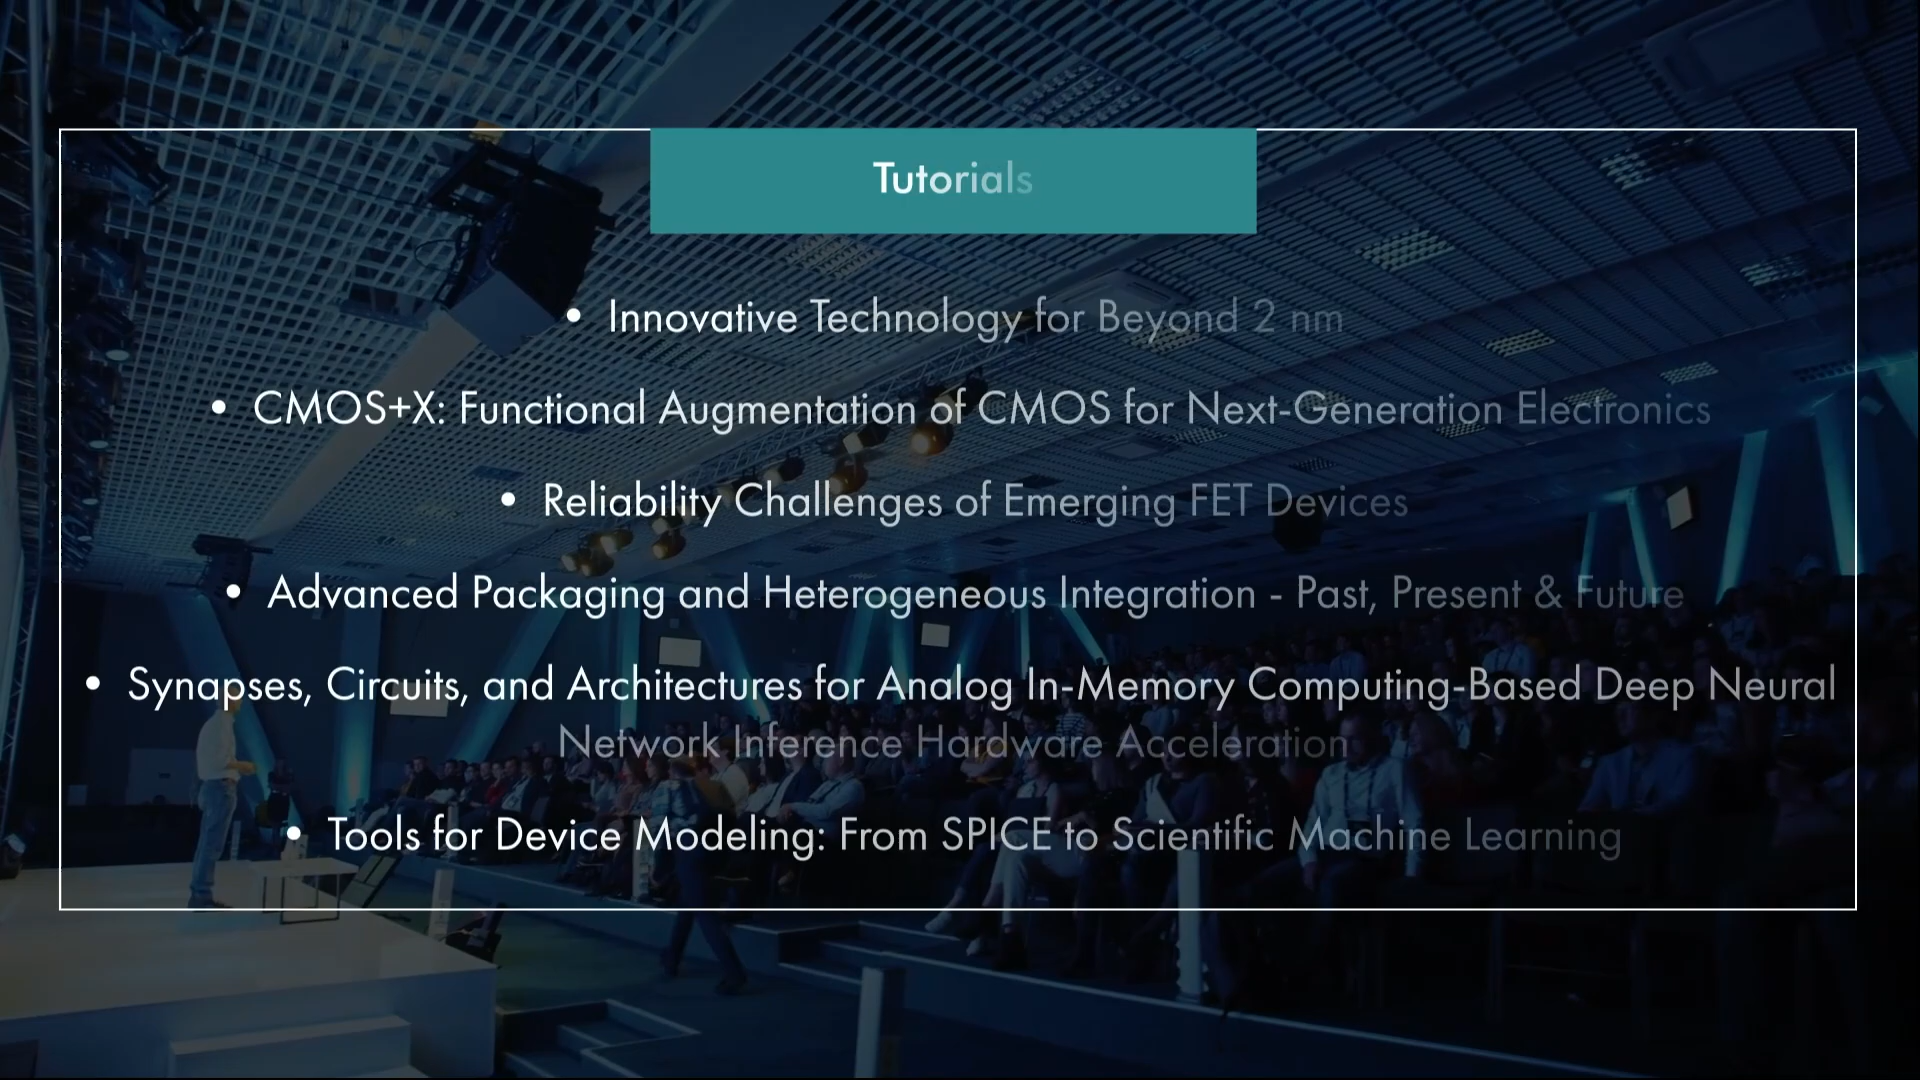 Tutorials
• Innovative Technology for Beyond 2 nm
• CMOS+X: Functional Augmentation of CMOS for Next-Generation Electronics
• Reliability Challenges of Emerging FET Devices
• Advanced Packaging and Heterogeneous Integration - Past, Present & Future
• Synapses, Circuits, and Architectures for Analog In-Memory Computing-Based Deep Neural
Network Inference Hardware Acceleration
• Tools for Device Modeling: From SPICE to Scientific Machine Learning